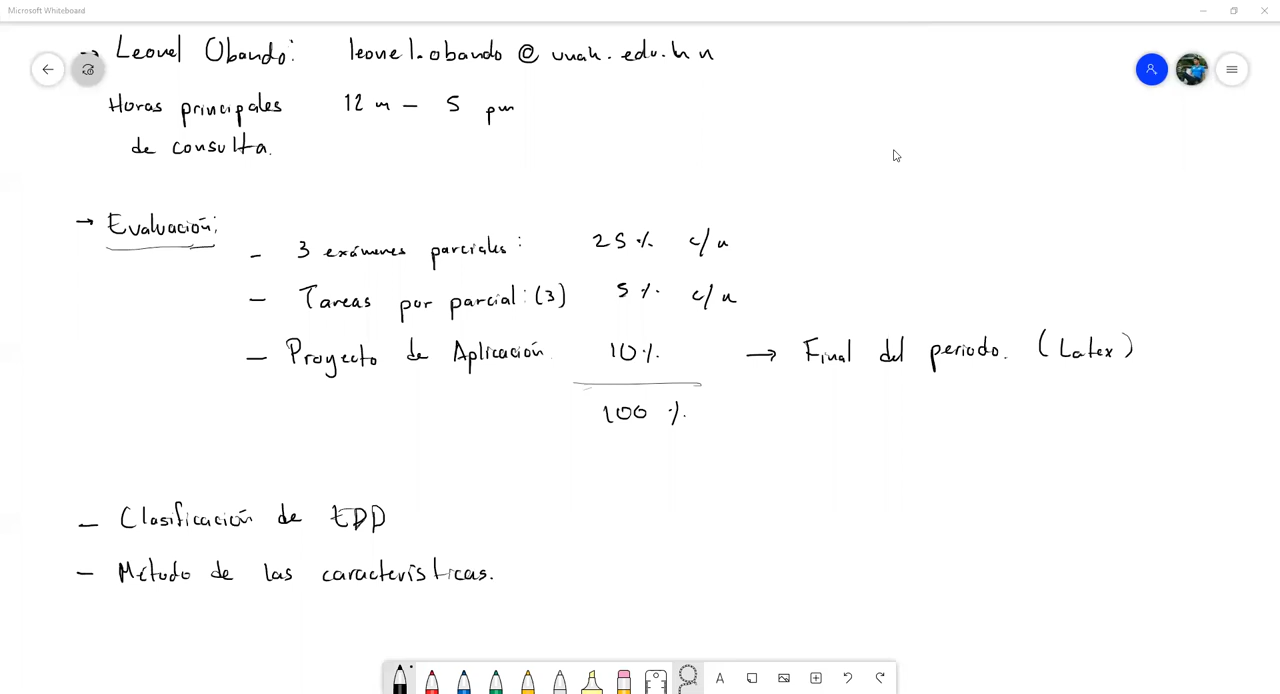 Microsoft Whiteboard
→ Leonel Obando: leonel.obando @ unah.edu.hn
Horas principales 12 m – 5 pm
de consulta.
→ Evaluación:
- 3 exámenes parciales: 25 % c/u
- Tareas por parcial: (3) 5 % c/u
- Proyecto de Aplicación 10 % → Final del periodo. (Latex)
100 %
- Clasificación de EDP
- Método de las características.
A